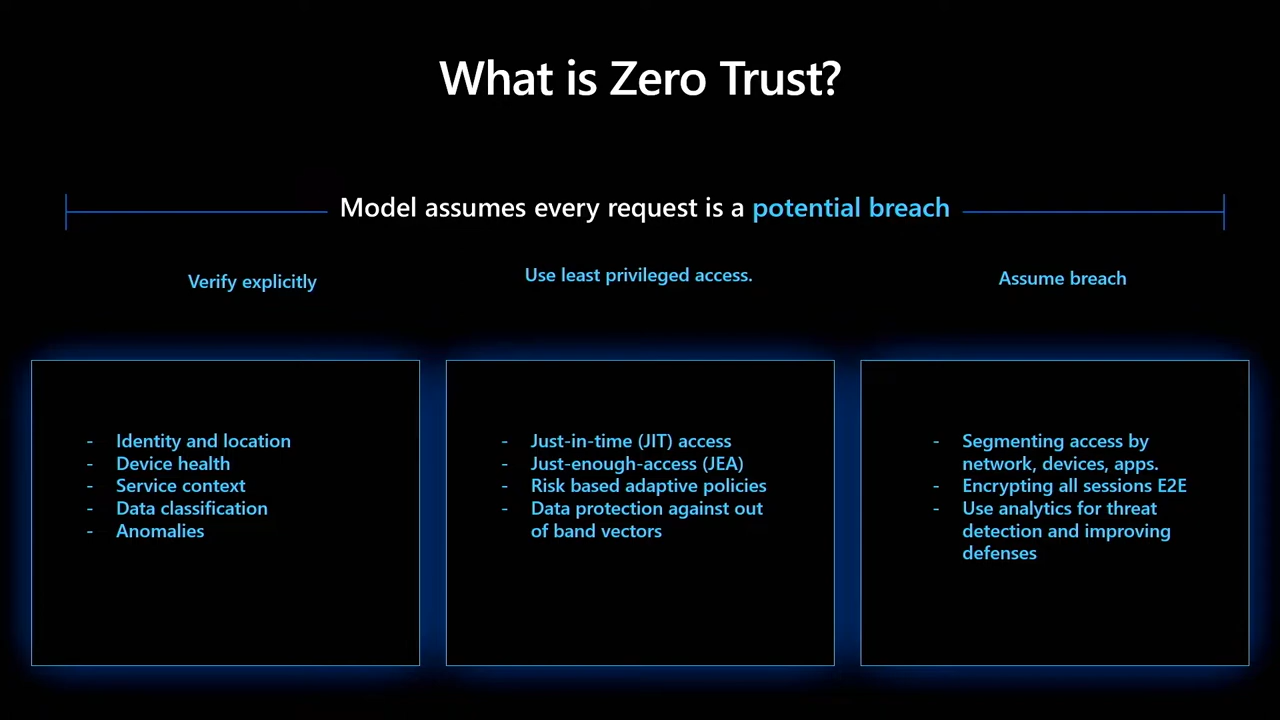 What is Zero Trust?
Model assumes every request is a potential breach
Verify explicitly
Use least privileged access.
Assume breach
- Identity and location
- Device health
- Service context
- Data classification
- Anomalies
- Just-in-time (JIT) access
- Just-enough-access (JEA)
- Risk based adaptive policies
- Data protection against out
of band vectors
- Segmenting access by
network, devices, apps.
- Encrypting all sessions E2E
- Use analytics for threat
detection and improving
defenses